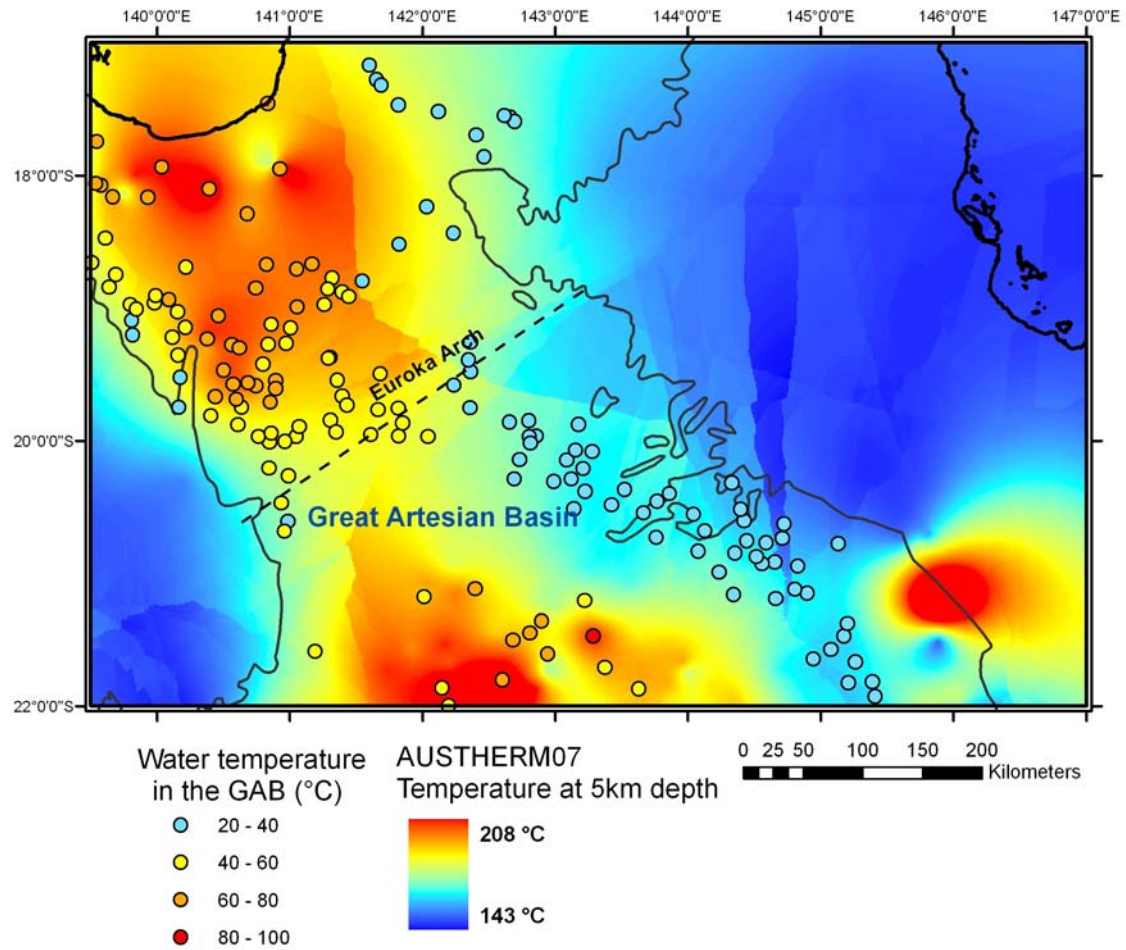 140°0'0"E 141°0'0"E 142°0'0"E 143°0'0"E 144°0'0"E 145°0'0"E 146°0'0"E 147°0'0"E
18°0'0"S
Euroka Arch
20°0'0"S
Great Artesian Basin
22°0'0"S
Water temperature
in the GAB (°C)
20 - 40
40 - 60
60 - 80
80 - 100
AUSTHERM07
Temperature at 5km depth
208 °C
143 °C
0 25 50 100 150 200
Kilometers